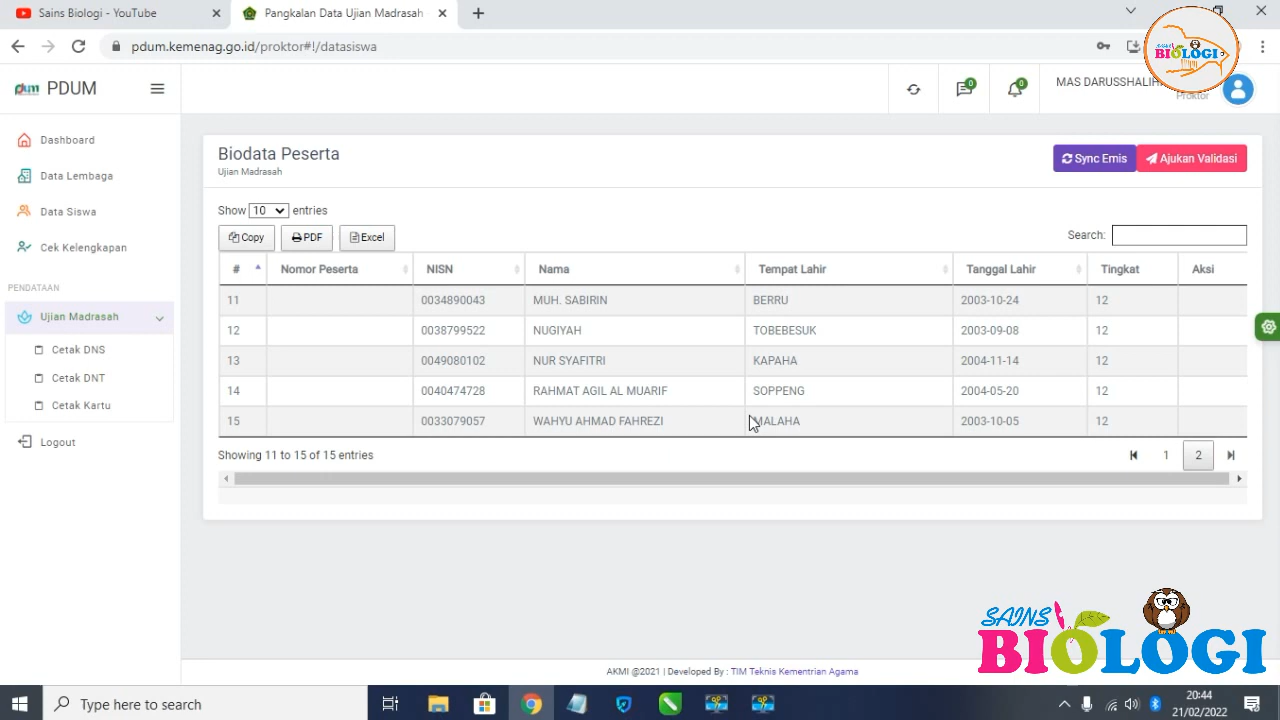 Sains Biologi - YouTube
Pangkalan Data Ujian Madrasah
pdum.kemenag.go.id/proktor#!/datasiswa
SAINS
BIOLOGI
pdum PDUM
0
0
MAS DARUSSHALIHI
Proktor
Dashboard
Data Lembaga
Data Siswa
Cek Kelengkapan
PENDATAAN
Ujian Madrasah
Cetak DNS
Cetak DNT
Cetak Kartu
Logout
Biodata Peserta
Ujian Madrasah
Sync Emis
Ajukan Validasi
Show 10 entries
Copy PDF Excel
Search:
# Nomor Peserta NISN Nama Tempat Lahir Tanggal Lahir Tingkat Aksi
11 0034890043 MUH. SABIRIN BERRU 2003-10-24 12
12 0038799522 NUGIYAH TOBEBESUK 2003-09-08 12
13 0049080102 NUR SYAFITRI KAPAHA 2004-11-14 12
14 0040474728 RAHMAT AGIL AL MUARIF SOPPENG 2004-05-20 12
15 0033079057 WAHYU AHMAD FAHREZI MALAHA 2003-10-05 12
Showing 11 to 15 of 15 entries
1 2
SAINS
BIOLOGI
AKMI @2021 | Developed By : TIM Teknis Kementrian Agama
Type here to search
20:44
21/02/2022